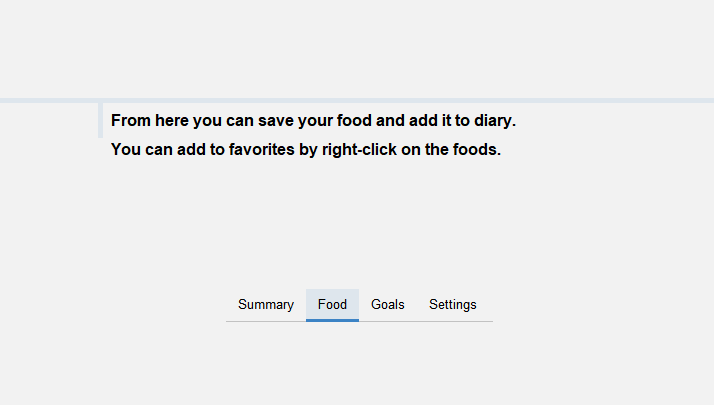 From here you can save your food and add it to diary.
You can add to favorites by right-click on the foods.
Summary Food Goals Settings